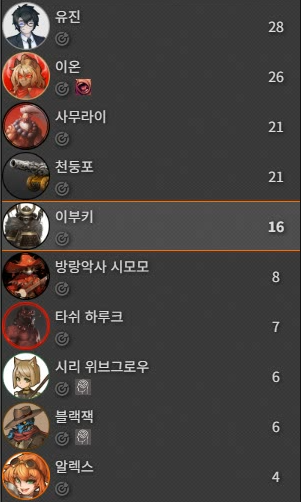 유진
28
이온
26
사무라이
21
천둥포
21
이부키
16
방랑악사 시모모
8
타쉬 하루크
7
시리 위브그로우
6
블랙잭
6
알렉스
4